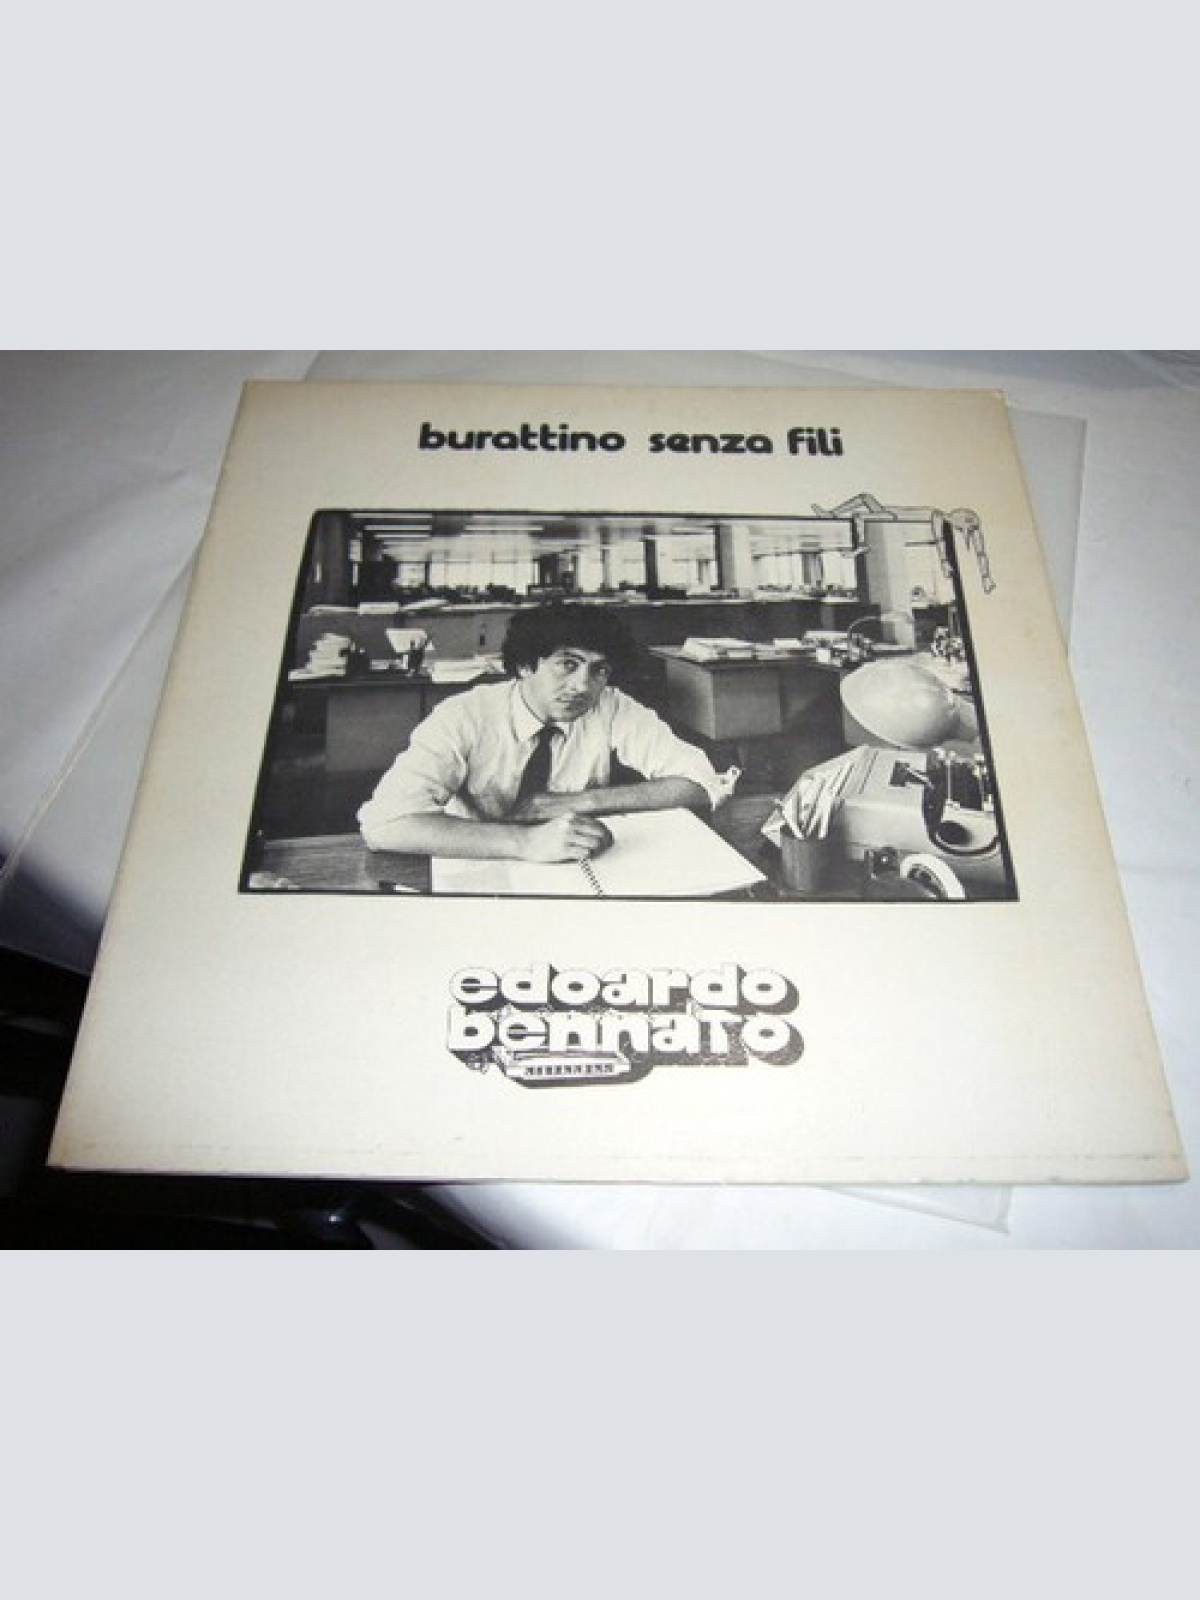 burattino senza fili
edoardo
bennato